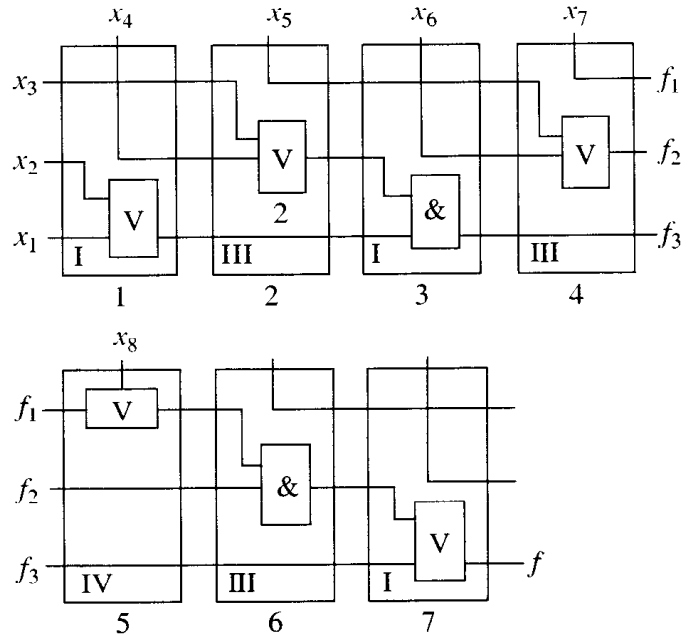 x4 x5 x6 x7
x3 f1
V V
x2 f2
V &
2
x1 f3
I III I III
1 2 3 4
x8
f1 V
f2 &
V
f3 f
IV III I
5 6 7